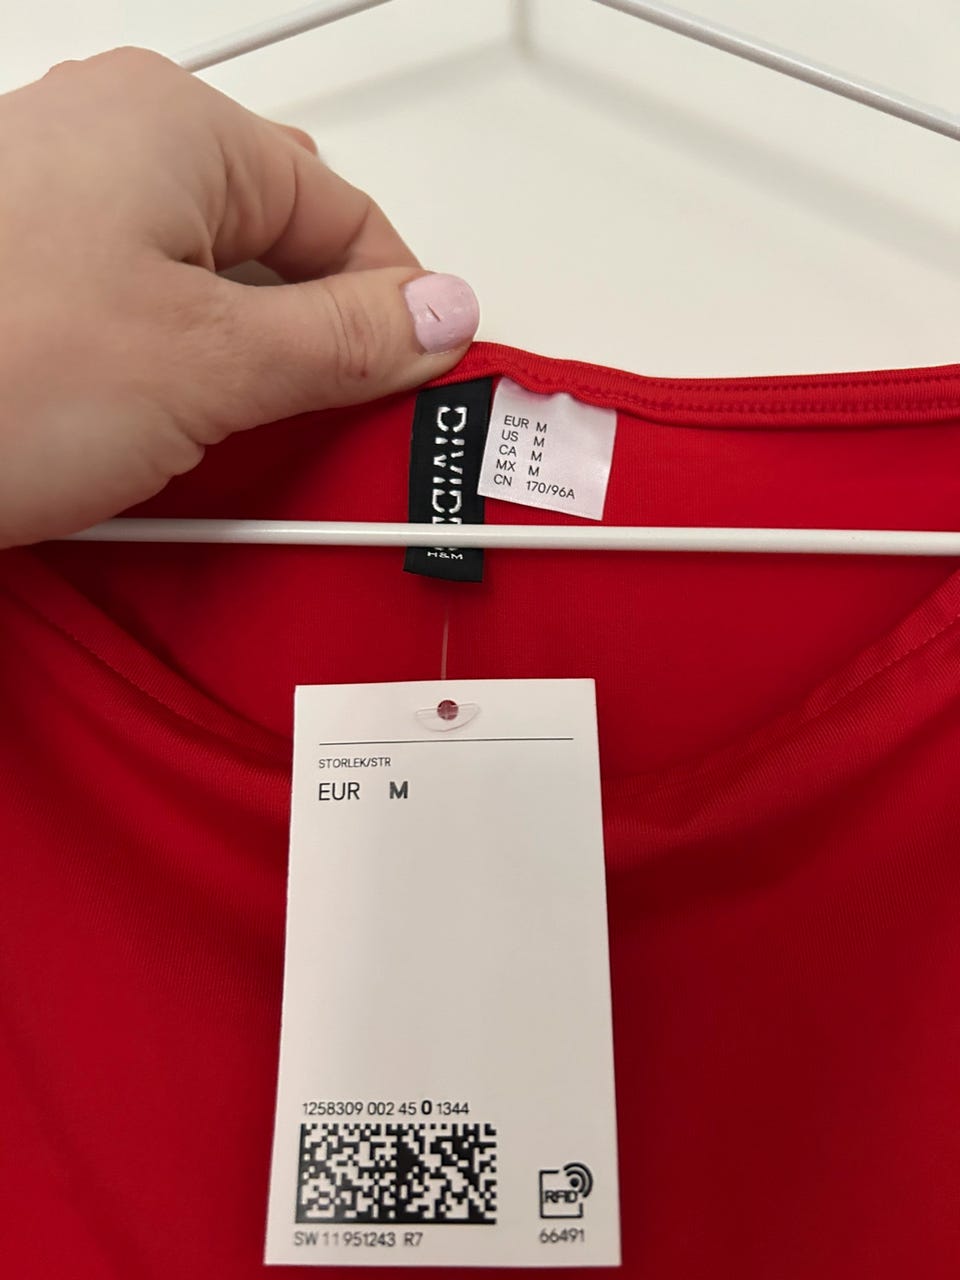 DIVIDE
H&M
EUR M
US M
CA M
MX M
CN 170/96A
STORLEK/STR
EUR M
1258309 002 45 0 1344
RFID
SW 11951243 R7
66491